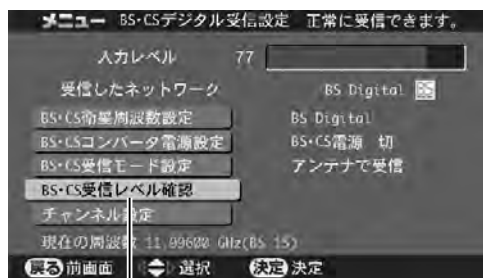 メニュー BS･CSデジタル受信設定 正常に受信できます。
入力レベル 77
受信したネットワーク BS Digital BS
BS･CS衛星周波数設定 BS Digital
BS･CSコンバータ電源設定 BS･CS電源 切
BS･CS受信モード設定 アンテナで受信
BS･CS受信レベル確認
チャンネル設定
現在の周波数 11.99600 GHz(BS 15)
戻る 前画面 選択 決定 決定